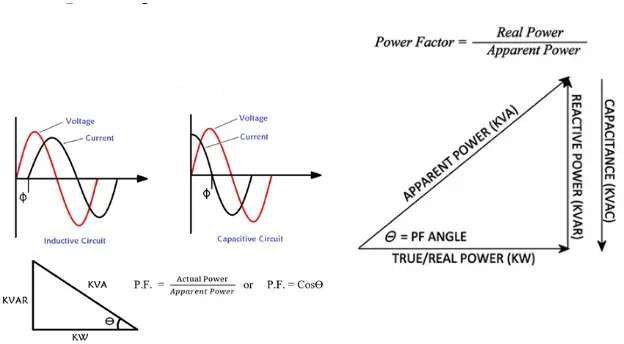 Power Factor = Real Power / Apparent Power
Voltage
Current
ϕ
Inductive Circuit
Voltage
Current
ϕ
Capacitive Circuit
APPARENT POWER (KVA)
REACTIVE POWER (KVAR)
CAPACITANCE (KVAC)
Θ = PF ANGLE
TRUE/REAL POWER (KW)
KVAR
KVA
Θ
KW
P.F. = Actual Power / Apparent Power or P.F. = CosΘ